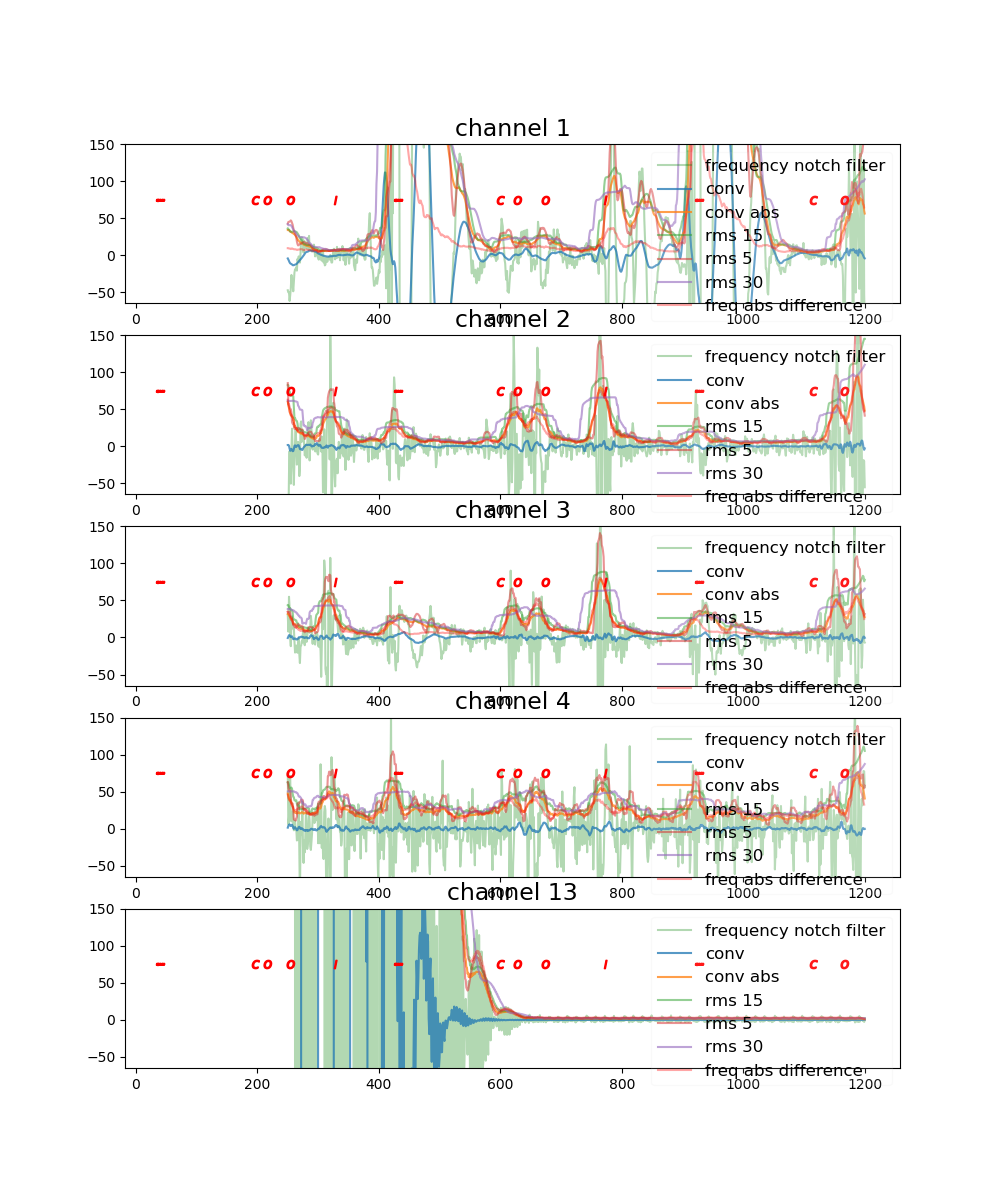 channel 1
150
100
50
0
−50
– c o o ı – c o o ı – c o
frequency notch filter
conv
conv abs
rms 15
rms 5
rms 30
freq abs difference
0 200 400 600 800 1000 1200
channel 2
150
100
50
0
−50
– c o o ı – c o o ı – c o
frequency notch filter
conv
conv abs
rms 15
rms 5
rms 30
freq abs difference
0 200 400 600 800 1000 1200
channel 3
150
100
50
0
−50
– c o o ı – c o o ı – c o
frequency notch filter
conv
conv abs
rms 15
rms 5
rms 30
freq abs difference
0 200 400 600 800 1000 1200
channel 4
150
100
50
0
−50
– c o o ı – c o o ı – c o
frequency notch filter
conv
conv abs
rms 15
rms 5
rms 30
freq abs difference
0 200 400 600 800 1000 1200
channel 13
150
100
50
0
−50
– c o o ı – c o o ı – c o
frequency notch filter
conv
conv abs
rms 15
rms 5
rms 30
freq abs difference
0 200 400 600 800 1000 1200